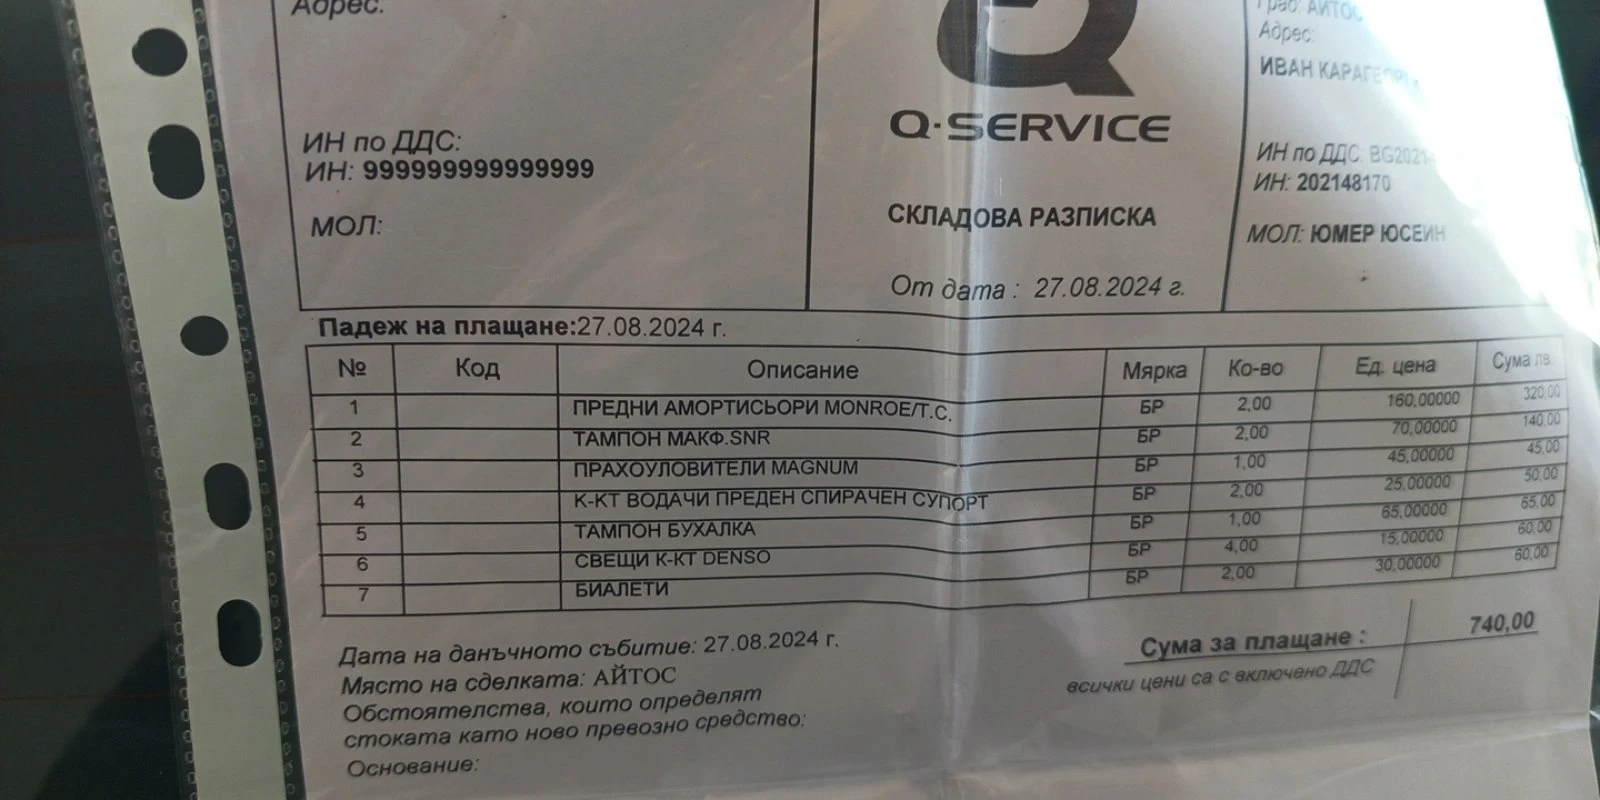 Адрес:
ИН по ДДС:
ИН: 9999999999999999
МОЛ:
Q-SERVICE
СКЛАДОВА РАЗПИСКА
От дата : 27.08.2024 г.
Град: АЙТОС
Адрес:
ИВАН
ИН по ДДС: BG2021
ИН: 202148170
МОЛ: ЮМЕР ЮСЕИН
Падеж на плащане:27.08.2024 г.
№ Код Описание Мярка Ко-во Ед. цена Сума лв.
1 ПРЕДНИ АМОРТИСЬОРИ MONROE/Т.С. БР 2,00 160,00000 320,00
2 ТАМПОН МАКФ.SNR БР 2,00 70,00000 140,00
3 ПРАХОУЛОВИТЕЛИ MAGNUM БР 1,00 45,00000 45,00
4 К-КТ ВОДАЧИ ПРЕДЕН СПИРАЧЕН СУПОРТ БР 2,00 25,00000 50,00
5 ТАМПОН БУХАЛКА БР 1,00 65,00000 65,00
6 СВЕЩИ К-КТ DENSO БР 4,00 15,00000 60,00
7 БИАЛЕТИ БР 2,00 30,00000 60,00
Сума за плащане : 740,00
всички цени са с включено ДДС
Дата на данъчното събитие: 27.08.2024 г.
Място на сделката: АЙТОС
Обстоятелства, които определят
стоката като ново превозно средство:
Основание: